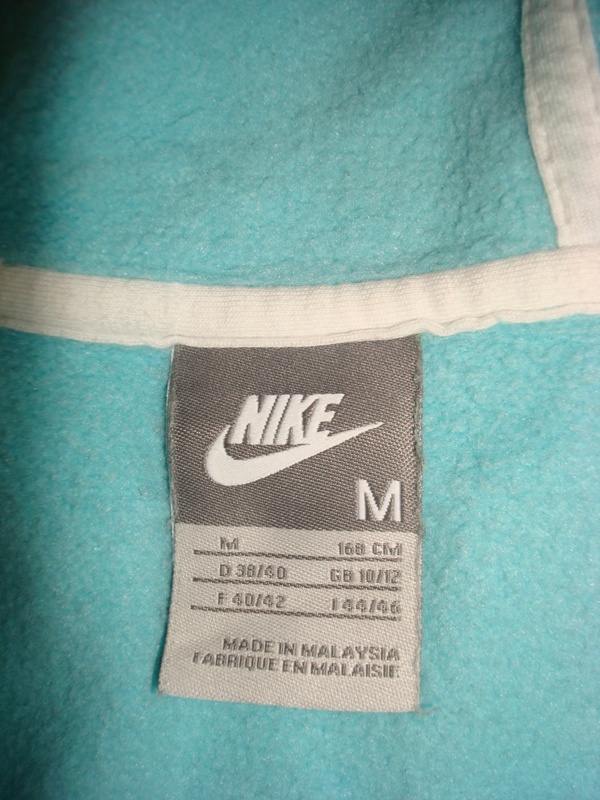 NIKE
M
M 168 CM
D 38/40 GB 10/12
F 40/42 I 44/46
MADE IN MALAYSIA
FABRIQUE EN MALAISIE